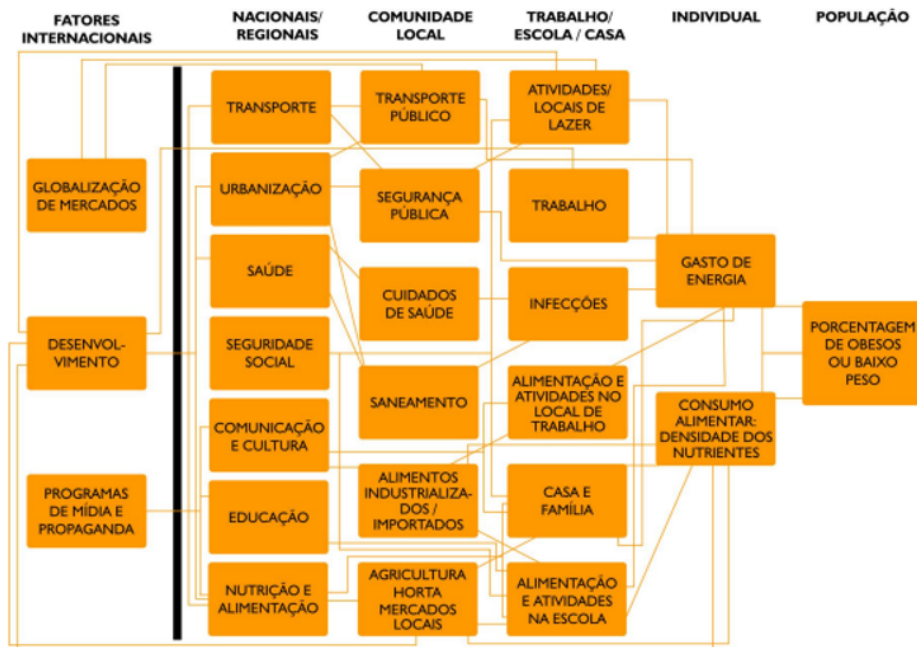 FATORES
INTERNACIONAIS
NACIONAIS/
REGIONAIS
COMUNIDADE
LOCAL
TRABALHO/
ESCOLA / CASA
INDIVIDUAL
POPULAÇÃO
GLOBALIZAÇÃO
DE MERCADOS
DESENVOL-
VIMENTO
PROGRAMAS
DE MÍDIA E
PROPAGANDA
TRANSPORTE
URBANIZAÇÃO
SAÚDE
SEGURIDADE
SOCIAL
COMUNICAÇÃO
E CULTURA
EDUCAÇÃO
NUTRIÇÃO E
ALIMENTAÇÃO
TRANSPORTE
PÚBLICO
SEGURANÇA
PÚBLICA
CUIDADOS
DE SAÚDE
SANEAMENTO
ALIMENTOS
INDUSTRIALIZA-
DOS /
IMPORTADOS
AGRICULTURA
HORTA
MERCADOS
LOCAIS
ATIVIDADES/
LOCAIS DE
LAZER
TRABALHO
INFECÇÕES
ALIMENTAÇÃO E
ATIVIDADES NO
LOCAL DE
TRABALHO
CASA E
FAMÍLIA
ALIMENTAÇÃO
E ATIVIDADES
NA ESCOLA
GASTO DE
ENERGIA
CONSUMO
ALIMENTAR:
DENSIDADE DOS
NUTRIENTES
PORCENTAGEM
DE OBESOS
OU BAIXO
PESO